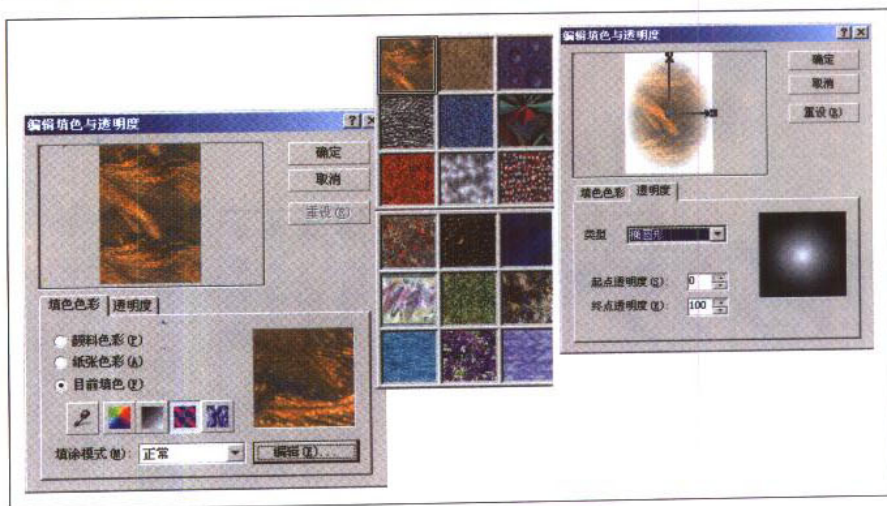 编辑填色与透明度
确定
取消
重设(R)
填色色彩 透明度
颜料色彩(P)
纸张色彩(A)
目前填色(F)
填涂模式(M): 正常
编辑(E)...
编辑填色与透明度
确定
取消
重设(R)
填色色彩 透明度
类型 椭圆形
起点透明度(S): 0
终点透明度(E): 100